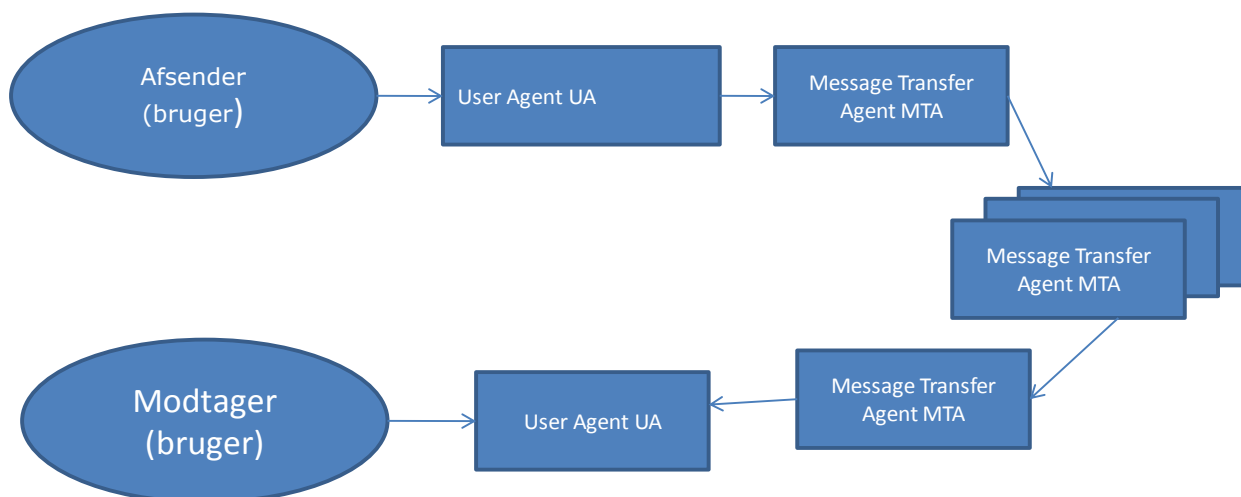 Afsender
(bruger)
User Agent UA
Message Transfer
Agent MTA
Message Transfer
Agent MTA
Message Transfer
Agent MTA
User Agent UA
Modtager
(bruger)